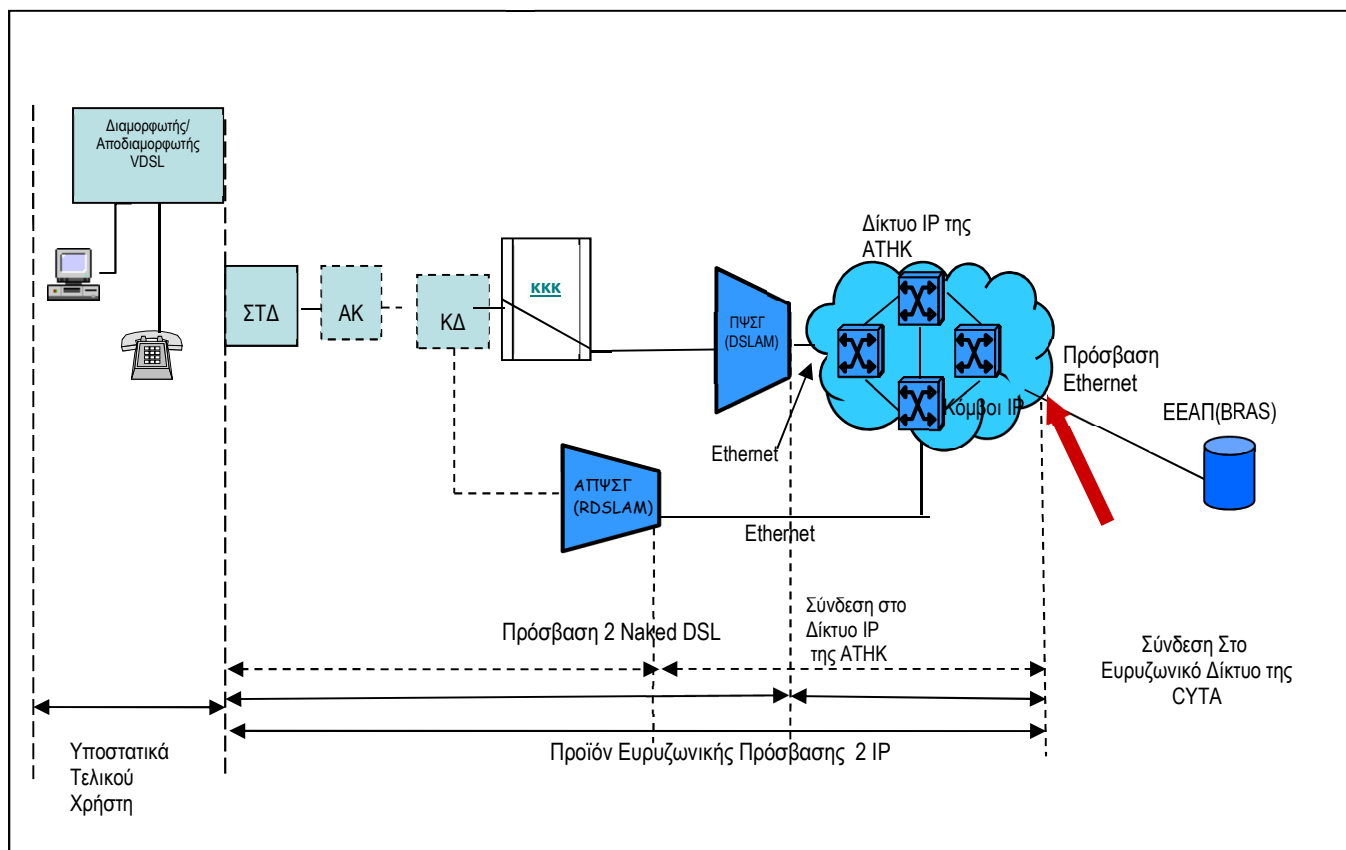 Διαμορφωτής/
Αποδιαμορφωτής
VDSL
Δίκτυο IP της
ΑΤΗΚ
ΣΤΔ
ΑΚ
ΚΔ
κκκ
ΠΨΣΓ
(DSLAM)
Κόμβοι IP
Πρόσβαση
Ethernet
ΕΕΑΠ(BRAS)
Ethernet
ΑΠΨΣΓ
(RDSLAM)
Ethernet
Πρόσβαση 2 Naked DSL
Σύνδεση στο
Δίκτυο IP
της ΑΤΗΚ
Σύνδεση Στο
Ευρυζωνικό Δίκτυο της
CYTA
Υποστατικά
Τελικού
Χρήστη
Προϊόν Ευρυζωνικής Πρόσβασης 2 IP